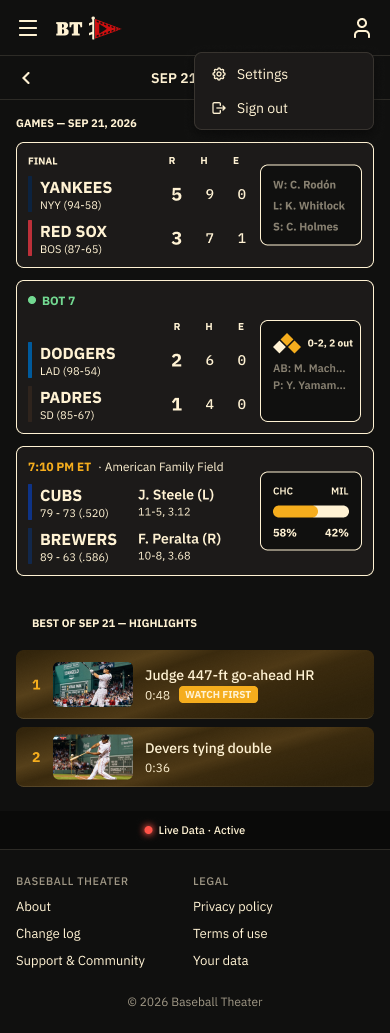 BT
Settings
SEP 21
Sign out
GAMES — SEP 21, 2026
FINAL R H E
YANKEES 5 9 0
NYY (94-58)
RED SOX 3 7 1
BOS (87-65)
W: C. Rodón
L: K. Whitlock
S: C. Holmes
BOT 7
R H E
DODGERS 2 6 0
LAD (98-54)
PADRES 1 4 0
SD (85-67)
0-2, 2 out
AB: M. Mach...
P: Y. Yamam...
7:10 PM ET · American Family Field
CUBS J. Steele (L)
79 - 73 (.520) 11-5, 3.12
BREWERS F. Peralta (R)
89 - 63 (.586) 10-8, 3.68
CHC MIL
58% 42%
BEST OF SEP 21 — HIGHLIGHTS
1 Judge 447-ft go-ahead HR
0:48 WATCH FIRST
2 Devers tying double
0:36
Live Data · Active
BASEBALL THEATER
About
Change log
Support & Community
LEGAL
Privacy policy
Terms of use
Your data
© 2026 Baseball Theater